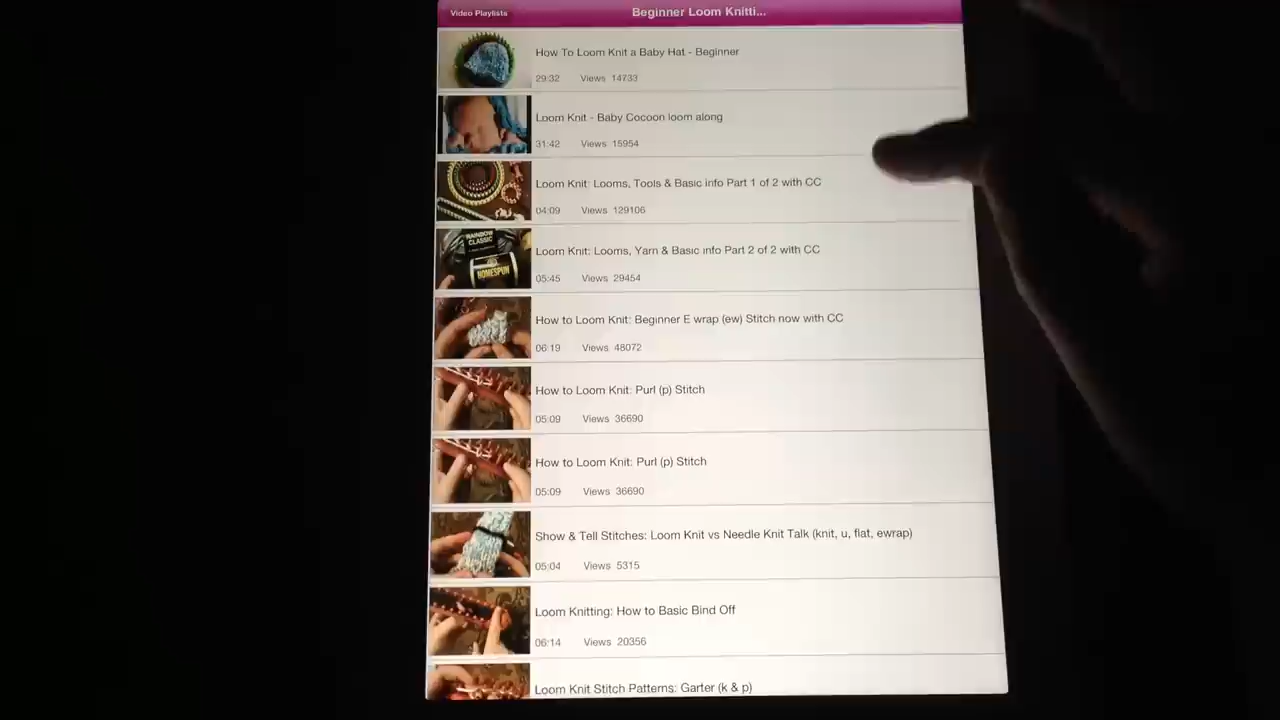 Video Playlists
Beginner Loom Knitti...
How To Loom Knit a Baby Hat - Beginner
29:32 Views 14733
Loom Knit - Baby Cocoon loom along
31:42 Views 15954
Loom Knit: Looms, Tools & Basic info Part 1 of 2 with CC
04:09 Views 129106
RAINBOW
CLASSIC
HOMESPUN
Loom Knit: Looms, Yarn & Basic info Part 2 of 2 with CC
05:45 Views 29454
How to Loom Knit: Beginner E wrap (ew) Stitch now with CC
06:19 Views 48072
How to Loom Knit: Purl (p) Stitch
05:09 Views 36690
How to Loom Knit: Purl (p) Stitch
05:09 Views 36690
Show & Tell Stitches: Loom Knit vs Needle Knit Talk (knit, u, flat, ewrap)
05:04 Views 5315
Loom Knitting: How to Basic Bind Off
06:14 Views 20356
Loom Knit Stitch Patterns: Garter (k & p)